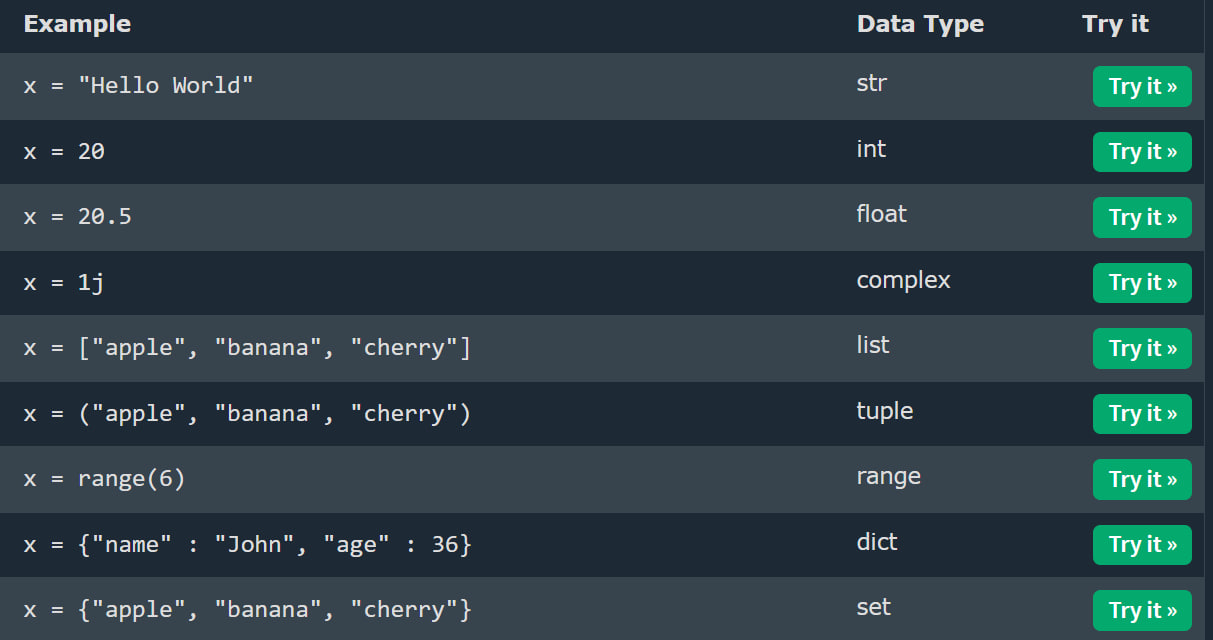 Example Data Type Try it
x = "Hello World" str Try it »
x = 20 int Try it »
x = 20.5 float Try it »
x = 1j complex Try it »
x = ["apple", "banana", "cherry"] list Try it »
x = ("apple", "banana", "cherry") tuple Try it »
x = range(6) range Try it »
x = {"name" : "John", "age" : 36} dict Try it »
x = {"apple", "banana", "cherry"} set Try it »